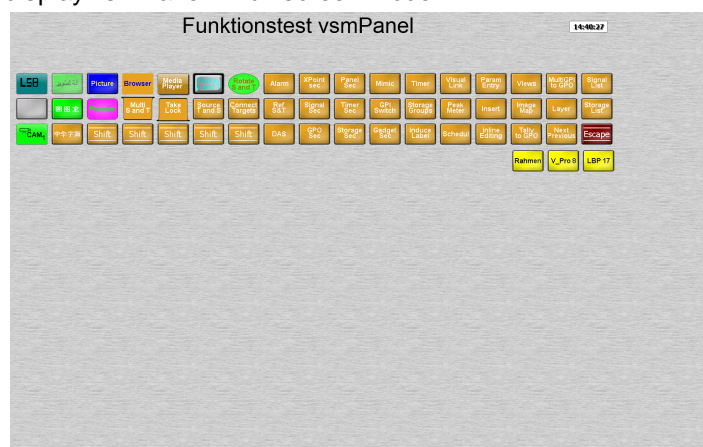 Funktionstest vsmPanel
14:40:27
LSB
Picture
Browser
Media
Player
Rotate
S and T
Alarm
XPoint
sec.
Panel
Sec
Mimic
Timer
Visual
Link
Param
Entry
Views
MultiGPI
to GPO
Signal
List
Multi
S and T
Take
Lock
Source
T and S
Connect
Targets
Ref
S&T
Signal
Sec
Timer
Sec
GPI
Switch
Storage
Groups
Peak
Meter
Insert
Image
Map
Layer
Storage
List
CAM1
Shift
Shift
Shift
Shift
Shift
DAS
GPO
Sec
Storage
Sec
Gadget
Sec
Induce
Label
Schedul
Inline
Editing
Tally
to GPO
Next
Previous
Escape
Rahmen
V_Pro 8
LBP 17